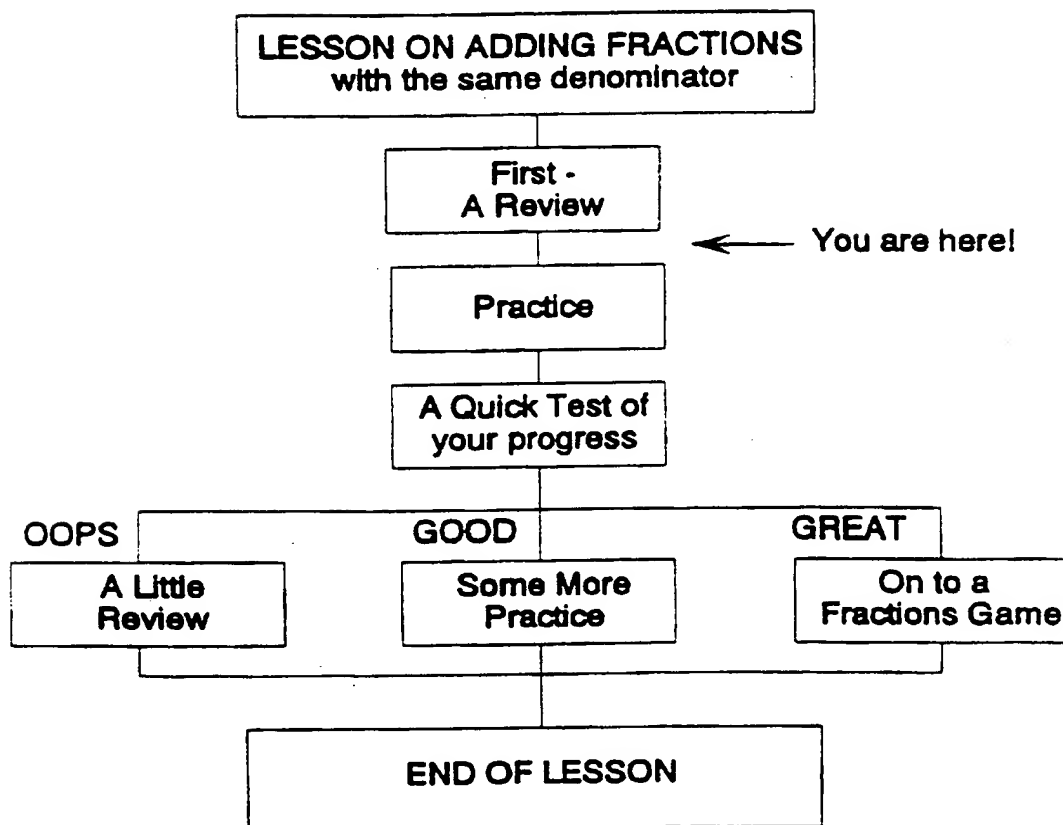 LESSON ON ADDING FRACTIONS
with the same denominator
First -
A Review
You are here!
Practice
A Quick Test of
your progress
OOPS
GOOD
GREAT
A Little
Review
Some More
Practice
On to a
Fractions Game
END OF LESSON